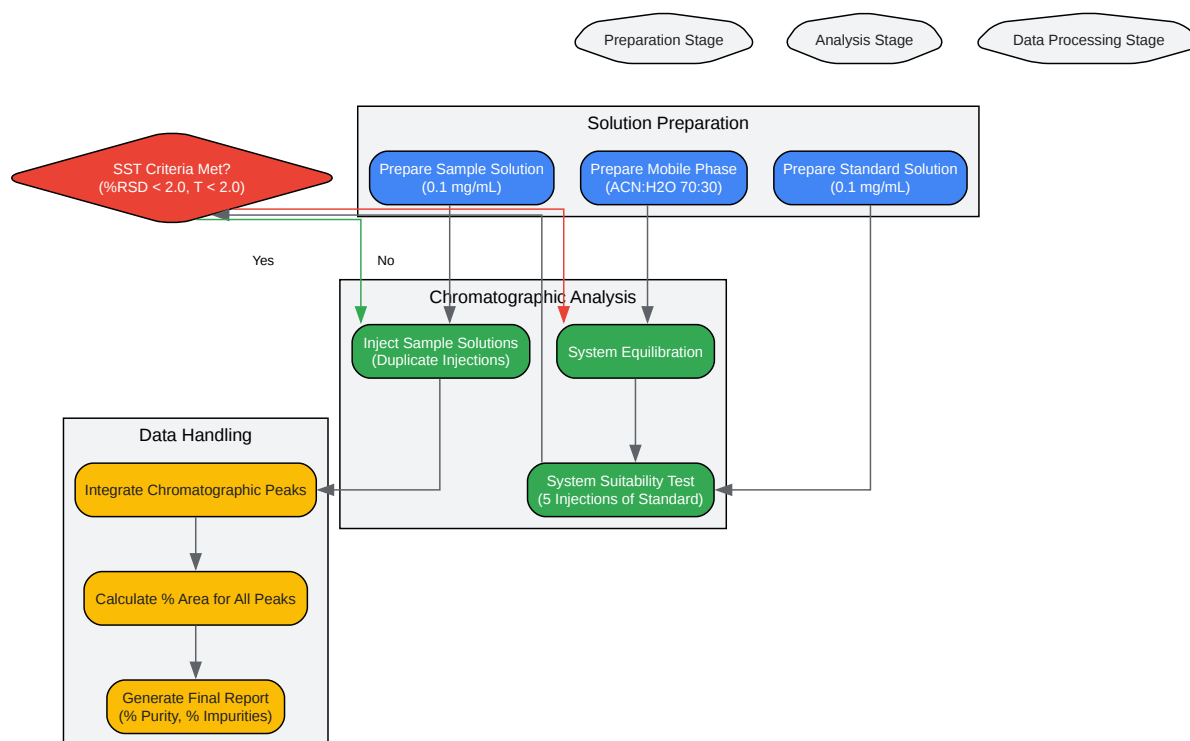 Preparation Stage
Analysis Stage
Data Processing Stage
Solution Preparation
SST Criteria Met?
(%RSD < 2.0, T < 2.0)
Prepare Sample Solution
(0.1 mg/mL)
Prepare Mobile Phase
(ACN:H2O 70:30)
Prepare Standard Solution
(0.1 mg/mL)
Yes
No
Chromatographic Analysis
Inject Sample Solutions
(Duplicate Injections)
System Equilibration
Data Handling
Integrate Chromatographic Peaks
System Suitability Test
(5 Injections of Standard)
Calculate % Area for All Peaks
Generate Final Report
(% Purity, % Impurities)